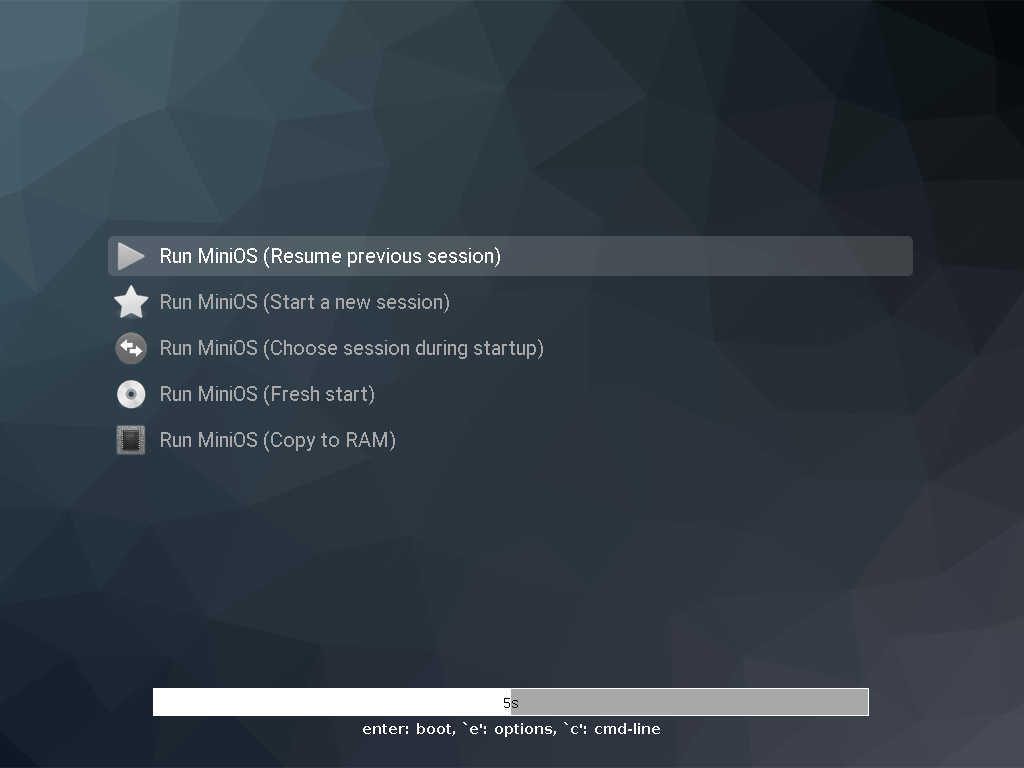 Run MiniOS (Resume previous session)
Run MiniOS (Start a new session)
Run MiniOS (Choose session during startup)
Run MiniOS (Fresh start)
Run MiniOS (Copy to RAM)
5s
enter: boot, `e': options, `c': cmd-line